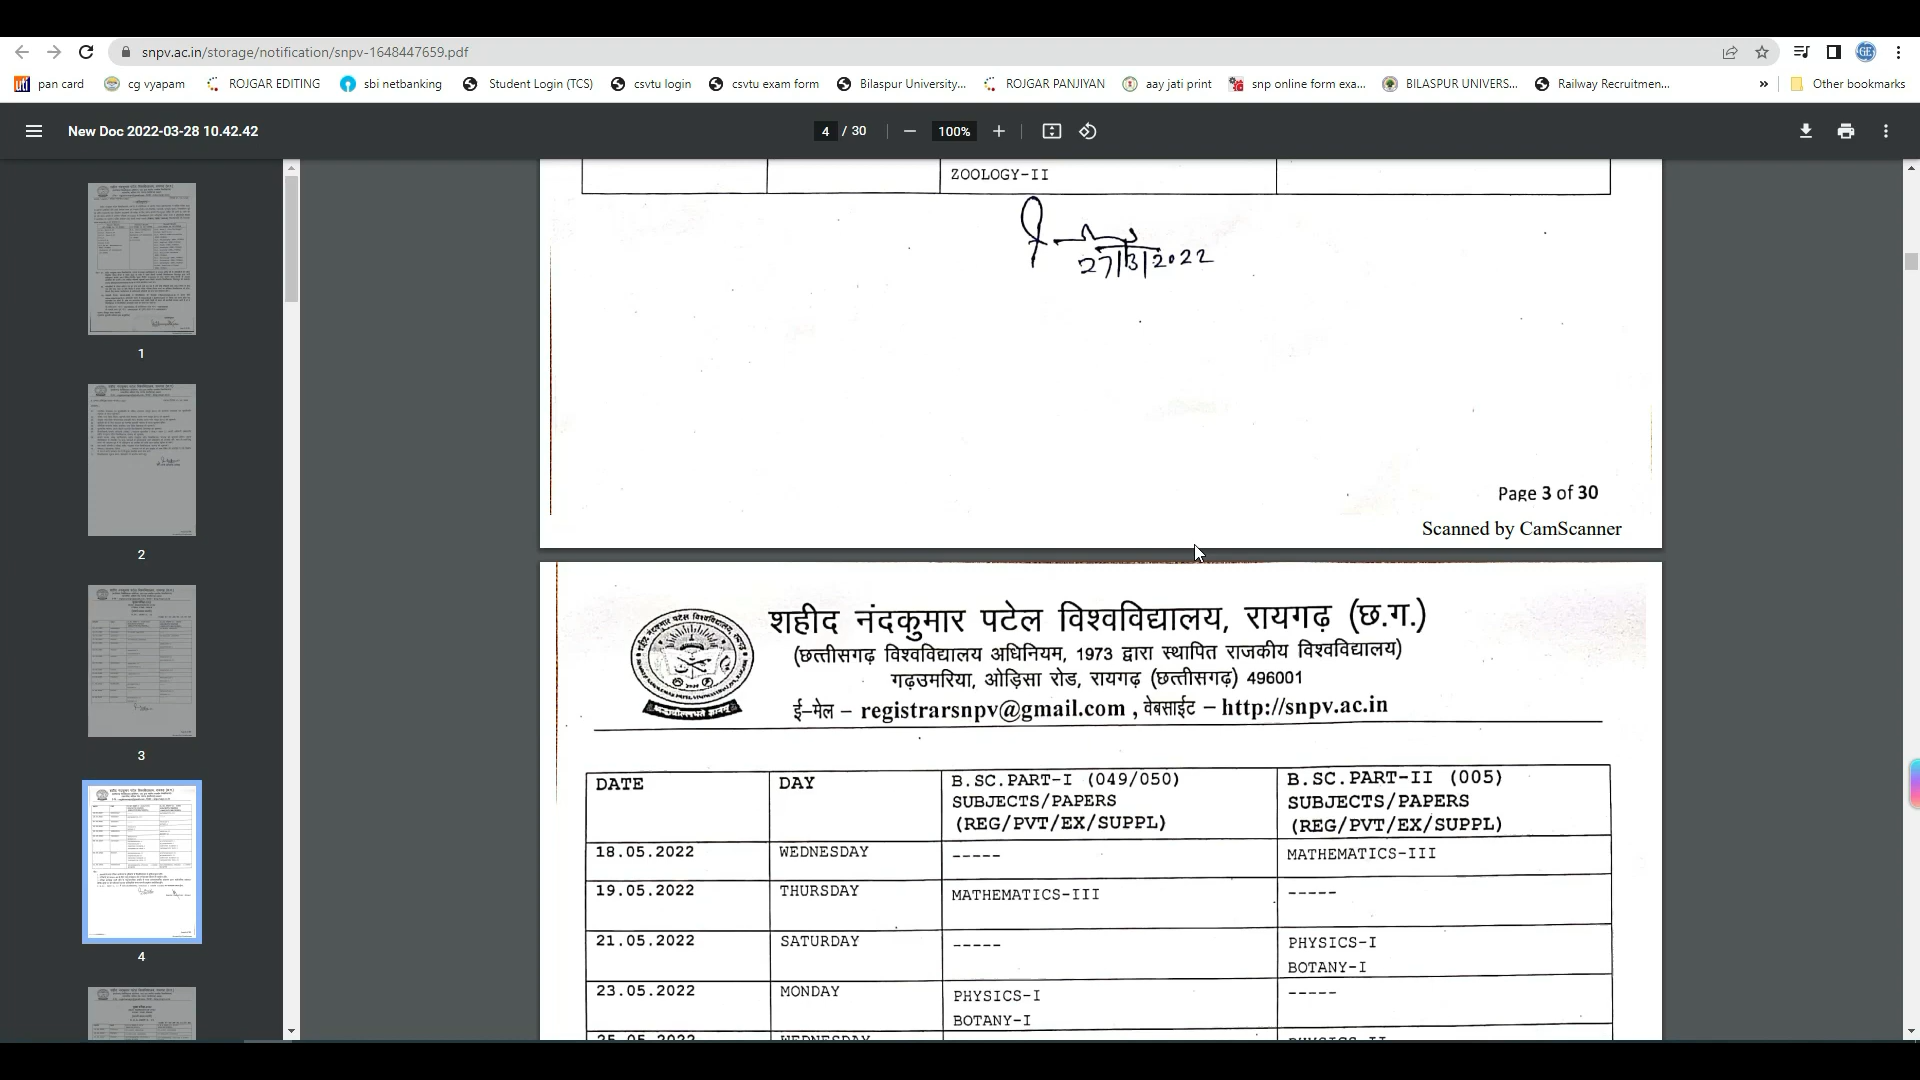 snpv.ac.in/storage/notification/snpv-1648447659.pdf
pan card
cg vyapam
ROJGAR EDITING
sbi netbanking
Student Login (TCS)
csvtu login
csvtu exam form
Bilaspur University...
ROJGAR PANJIYAN
aay jati print
snp online form exa...
BILASPUR UNIVERS...
Railway Recruitmen...
»
Other bookmarks
New Doc 2022-03-28 10.42.42
4 / 30
100%
1
2
3
4
ZOOLOGY-II
27/3/2022
Page 3 of 30
Scanned by CamScanner
शहीद नंदकुमार पटेल विश्वविद्यालय, रायगढ़ (छ.ग.)
(छत्तीसगढ़ विश्वविद्यालय अधिनियम, 1973 द्वारा स्थापित राजकीय विश्वविद्यालय)
गढ़उमरिया, ओड़िसा रोड, रायगढ़ (छत्तीसगढ़) 496001
ई-मेल – registrarsnpv@gmail.com , वेबसाईट – http://snpv.ac.in
DATE DAY B.SC.PART-I (049/050) B.SC.PART-II (005)
SUBJECTS/PAPERS SUBJECTS/PAPERS
(REG/PVT/EX/SUPPL) (REG/PVT/EX/SUPPL)
18.05.2022 WEDNESDAY ----- MATHEMATICS-III
19.05.2022 THURSDAY MATHEMATICS-III -----
21.05.2022 SATURDAY ----- PHYSICS-I
BOTANY-I
23.05.2022 MONDAY PHYSICS-I -----
BOTANY-I
25.05.2022 WEDNESDAY PHYSICS-II